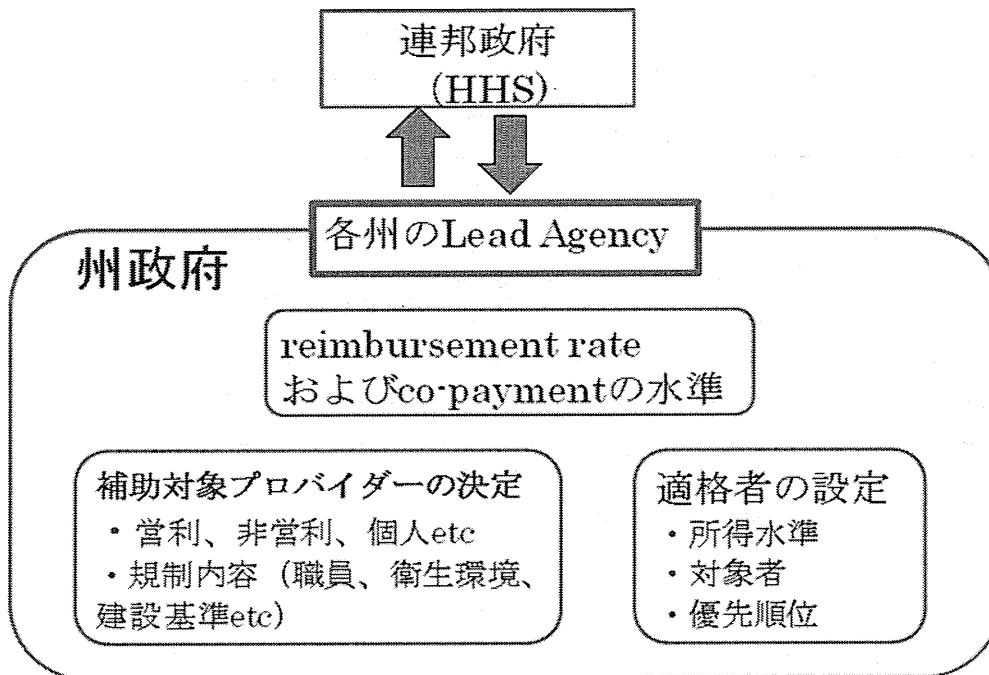 連邦政府
(HHS)
各州のLead Agency
州政府
reimbursement rate
およびco-paymentの水準
補助対象プロバイダーの決定
・営利、非営利、個人etc
・規制内容（職員、衛生環境、
建設基準etc)
適格者の設定
・所得水準
・対象者
・優先順位